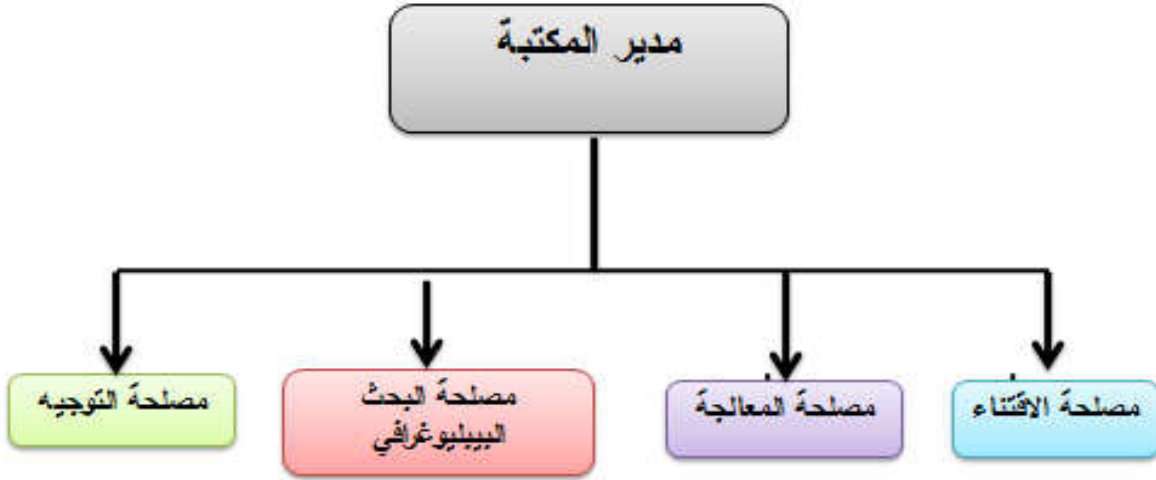 مدير المكتبة
مصلحة الاقتناء
مصلحة المعالجة
مصلحة البحث
البيبليوغرافي
مصلحة التوجيه